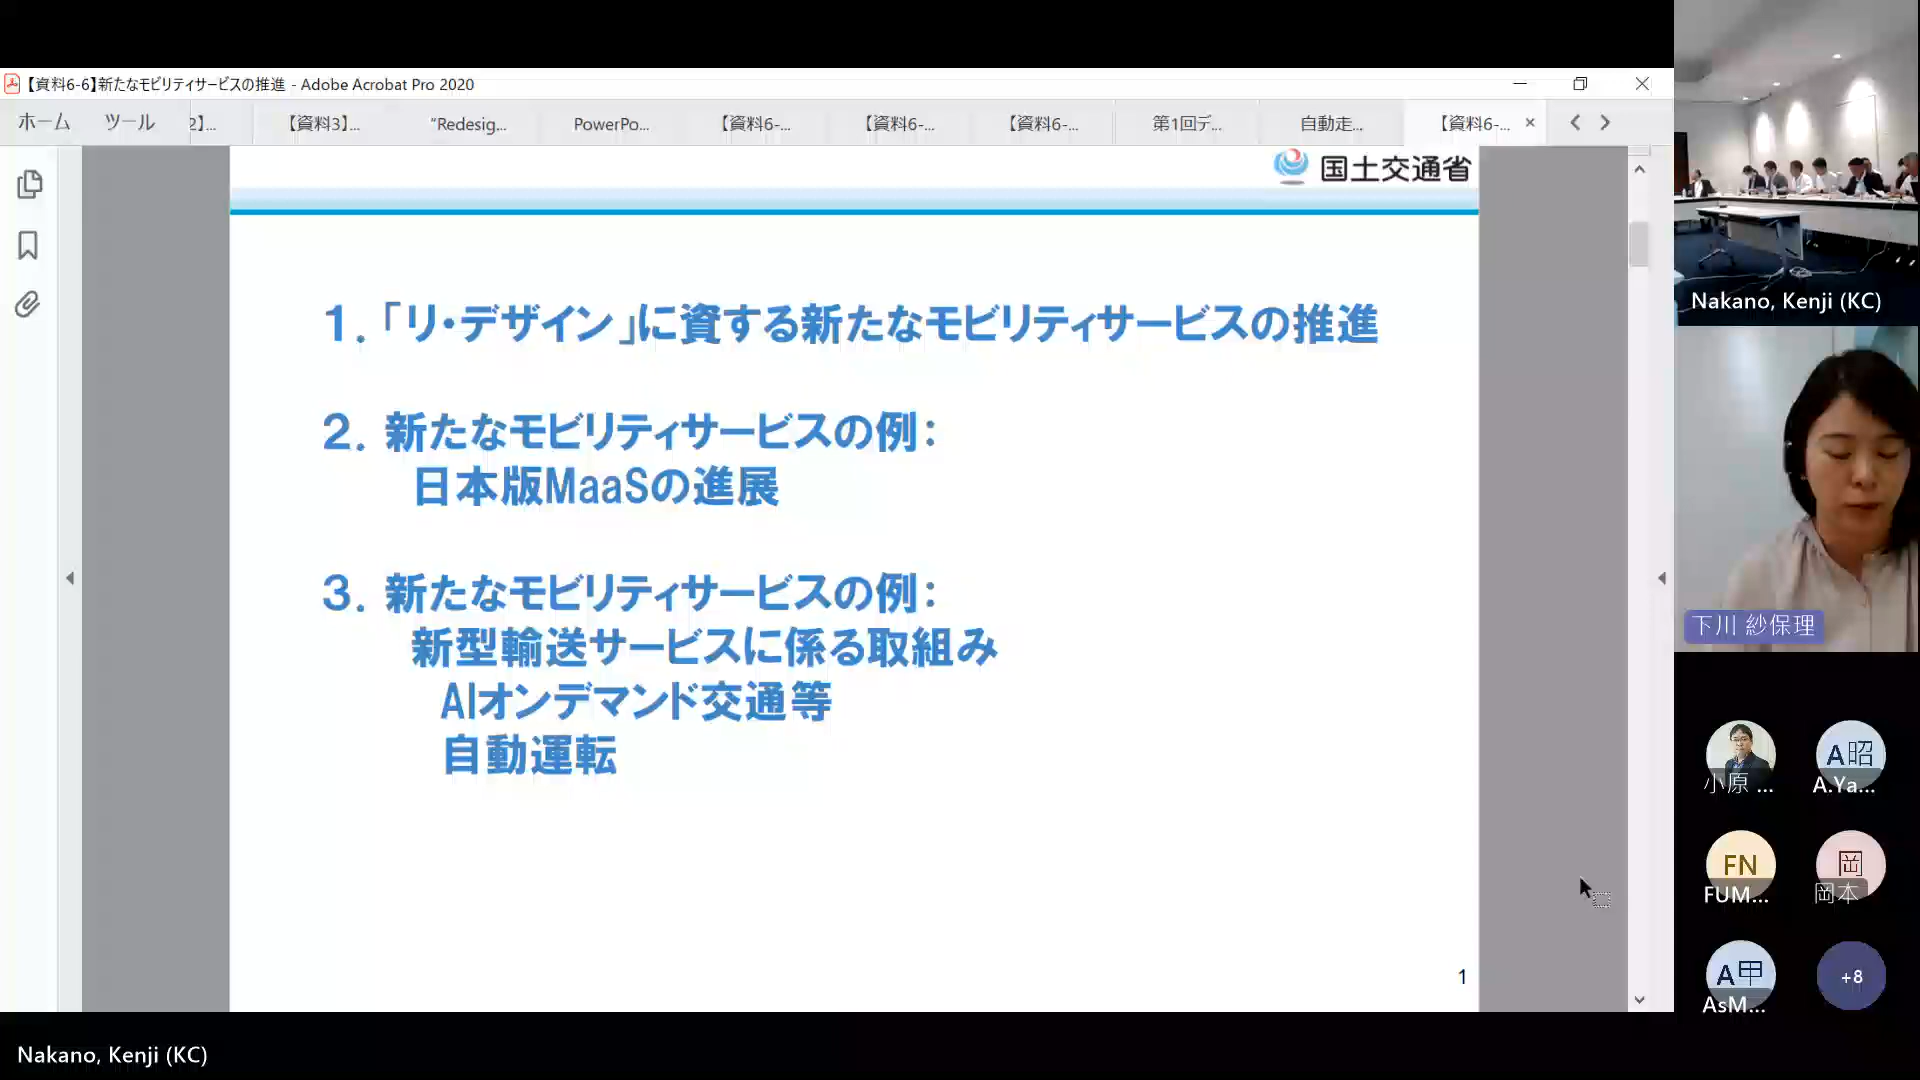 【資料6-6】新たなモビリティサービスの推進 - Adobe Acrobat Pro 2020
ホーム ツール 2】... 【資料3】... "Redesig... PowerPo... 【資料6-... 【資料6-... 【資料6-... 第1回デ... 自動走... 【資料6-...
国土交通省
１．「リ・デザイン」に資する新たなモビリティサービスの推進
２．新たなモビリティサービスの例：
日本版MaaSの進展
３．新たなモビリティサービスの例：
新型輸送サービスに係る取組み
AIオンデマンド交通等
自動運転
1
Nakano, Kenji (KC)
下川 紗保理
小原 ...
A昭
A.Ya...
FN
FUM...
岡
岡本
A甲
AsM...
+8
Nakano, Kenji (KC)